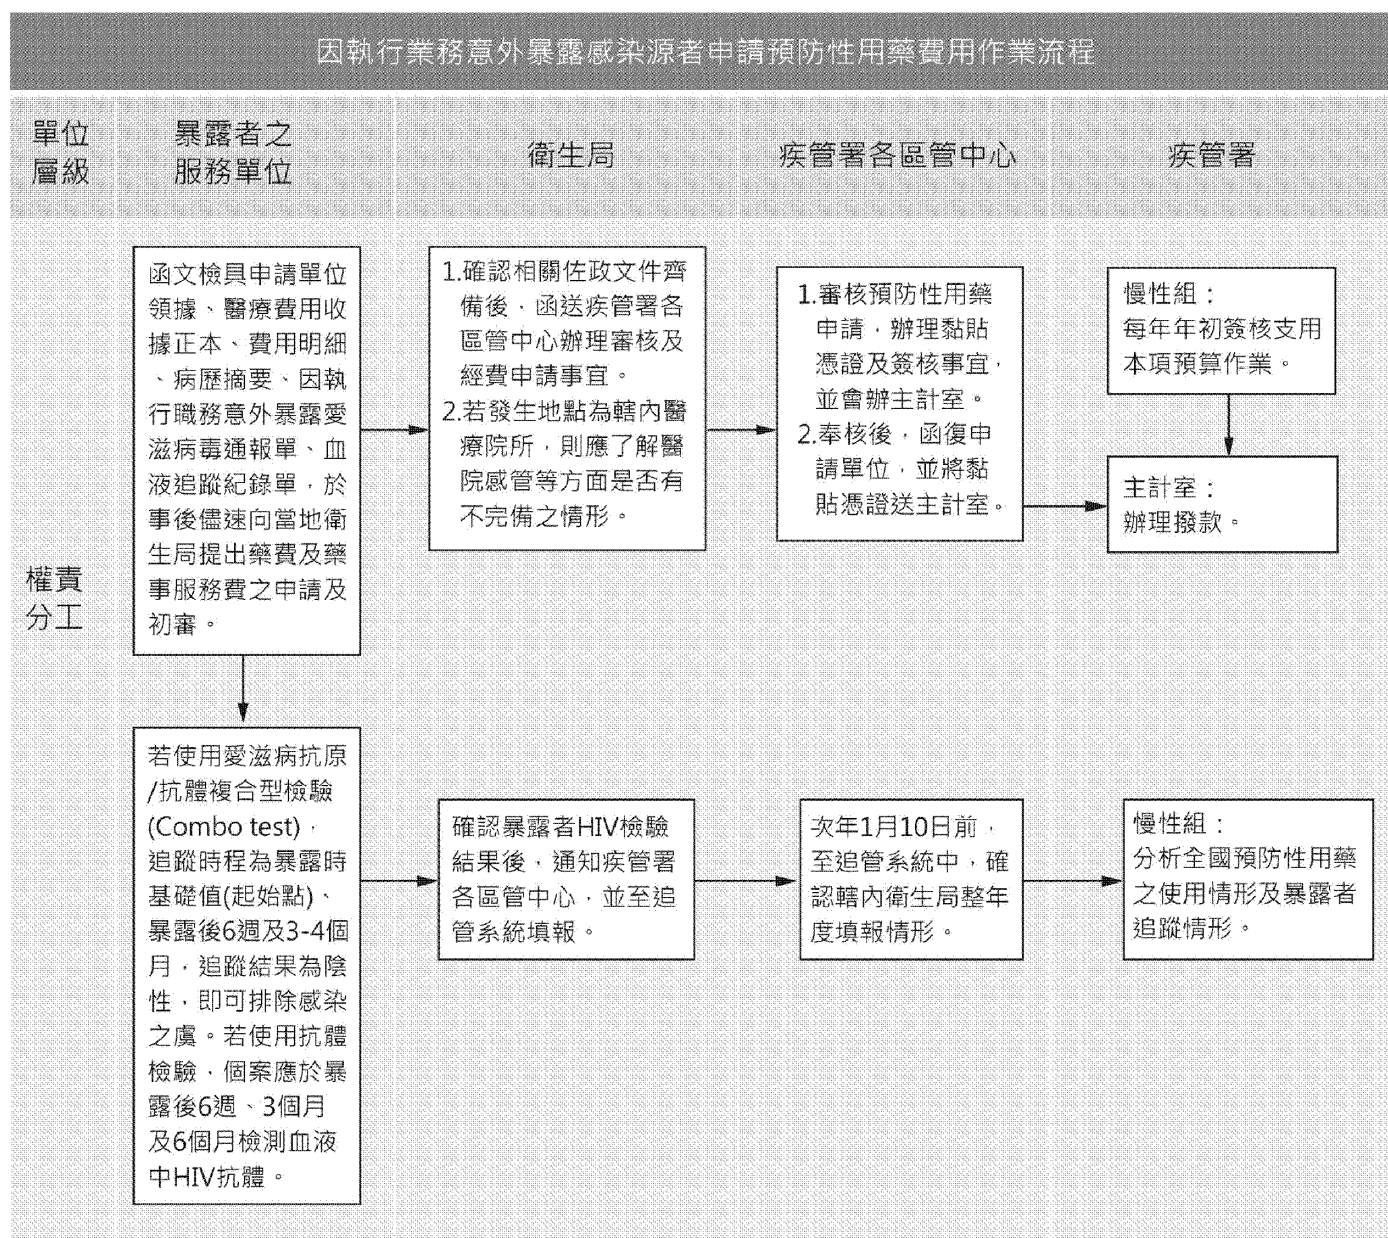 因執行業務意外暴露感染源者申請預防性用藥費用作業流程
單位
層級
暴露者之
服務單位
衛生局
疾管署各區管中心
疾管署
權責
分工
函文檢具申請單位
領據、醫療費用收
據正本、費用明細
、病歷摘要、因執
行職務意外暴露愛
滋病毒通報單、血
液追蹤紀錄單，於
事後儘速向當地衛
生局提出藥費及藥
事服務費之申請及
初審。
1.確認相關佐政文件齊
備後，函送疾管署各
區管中心辦理審核及
經費申請事宜。
2.若發生地點為轄內醫
療院所，則應了解醫
院感管等方面是否有
不完備之情形。
1.審核預防性用藥
申請，辦理黏貼
憑證及簽核事宜，
並會辦主計室。
2.奉核後，函復申
請單位，並將黏
貼憑證送主計室。
慢性組：
每年年初簽核支用
本項預算作業。
主計室：
辦理撥款。
若使用愛滋病抗原
/抗體複合型檢驗
(Combo test)，
追蹤時程為暴露時
基礎值(起始點)、
暴露後6週及3-4個
月，追蹤結果為陰
性，即可排除感染
之虞。若使用抗體
檢驗，個案應於暴
露後6週、3個月
及6個月檢測血液
中HIV抗體。
確認暴露者HIV檢驗
結果後，通知疾管署
各區管中心，並至追
管系統填報。
次年1月10日前，
至追管系統中，確
認轄內衛生局整年
度填報情形。
慢性組：
分析全國預防性用藥
之使用情形及暴露者
追蹤情形。